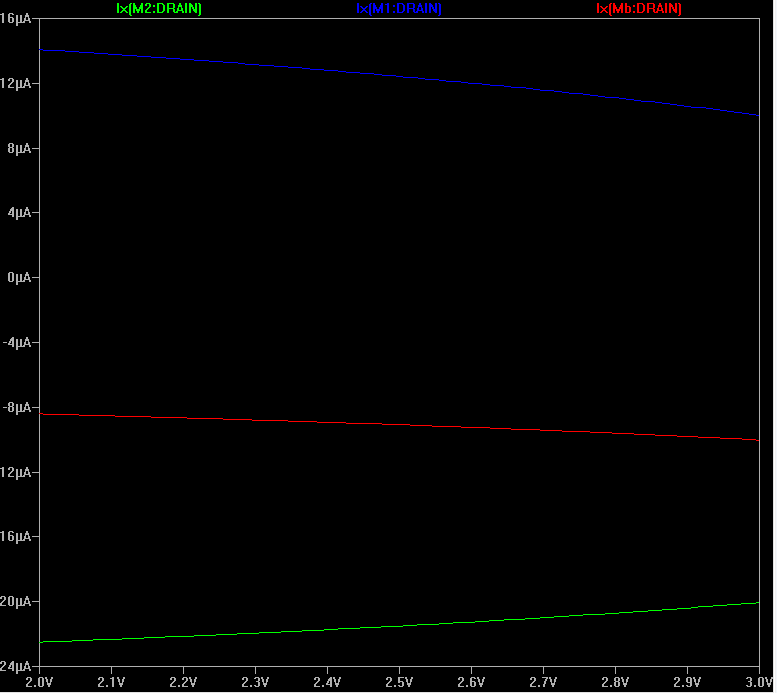 Ix(M2:DRAIN) Ix(M1:DRAIN) Ix(Mb:DRAIN)
16µA
12µA
8µA
4µA
0µA
-4µA
-8µA
12µA
16µA
20µA
24µA
2.0V 2.1V 2.2V 2.3V 2.4V 2.5V 2.6V 2.7V 2.8V 2.9V 3.0V